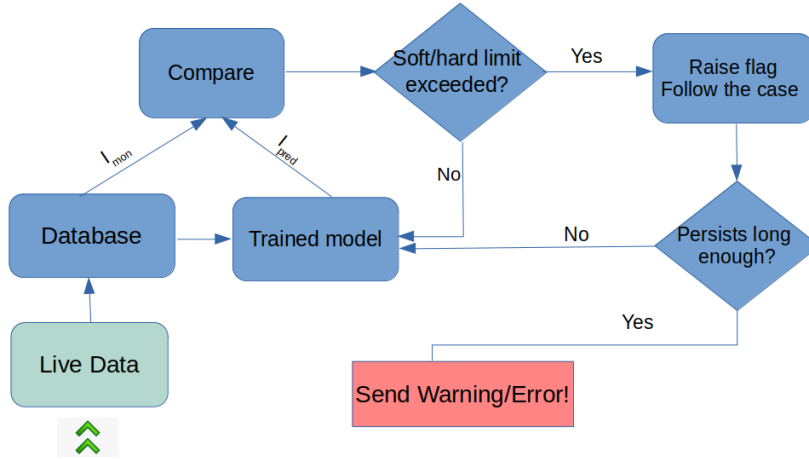 Compare
Soft/hard limit
exceeded?
Yes
Raise flag
Follow the case
I mon
I pred
No
Database
Trained model
No
Persists long
enough?
Live Data
Yes
Send Warning/Error!